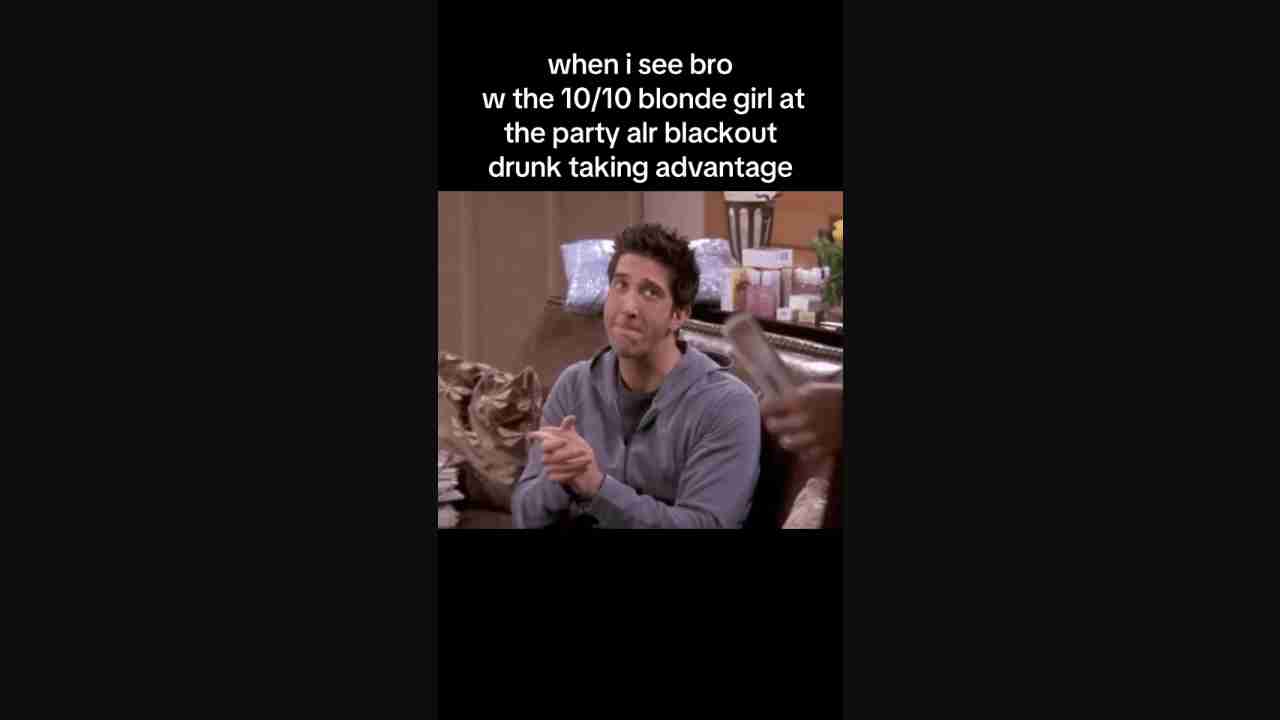 when i see bro
w the 10/10 blonde girl at
the party alr blackout
drunk taking advantage